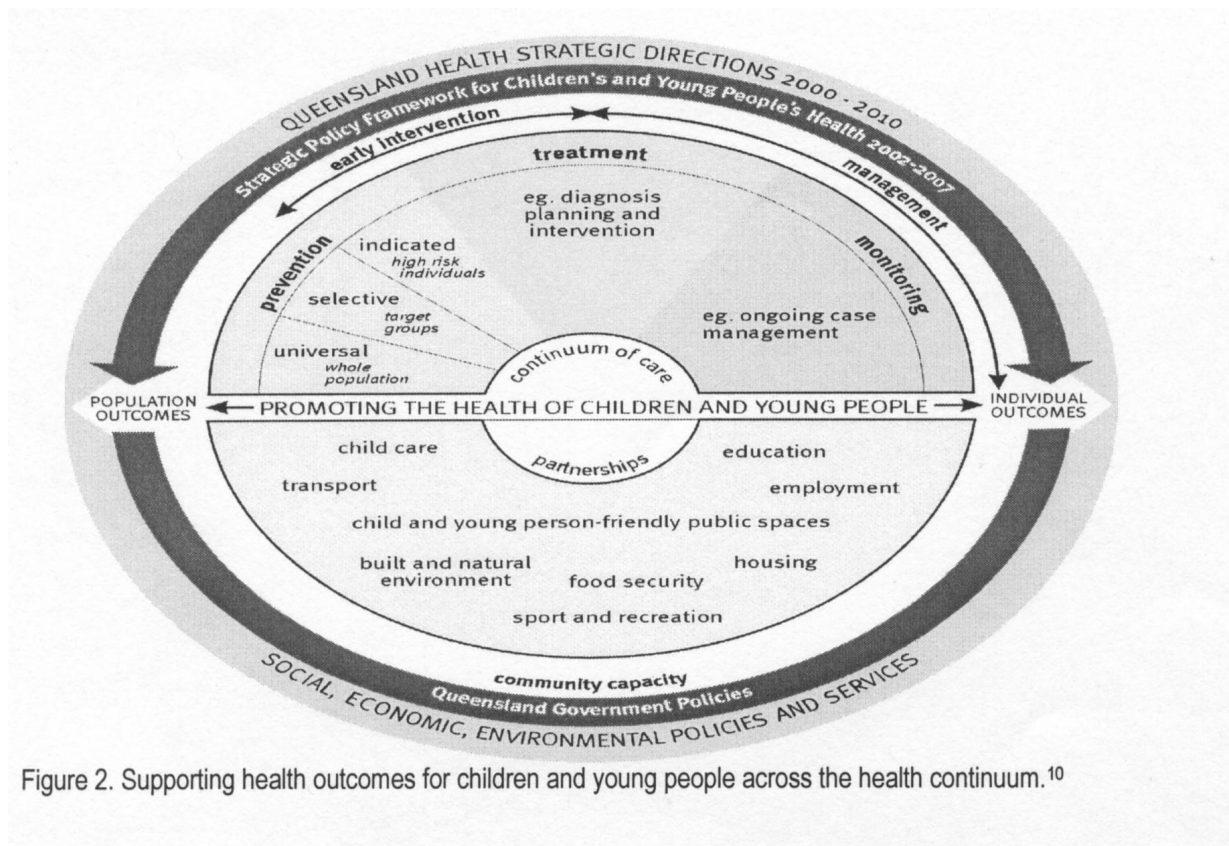 QUEENSLAND HEALTH STRATEGIC DIRECTIONS 2000 - 2010
Strategic Policy Framework for Children's and Young People's Health 2002-2007
early intervention
management
treatment
eg. diagnosis
planning and
intervention
prevention
indicated
high risk
individuals
selective
target
groups
universal
whole
population
monitoring
eg. ongoing case
management
continuum of care
POPULATION
OUTCOMES
PROMOTING THE HEALTH OF CHILDREN AND YOUNG PEOPLE
INDIVIDUAL
OUTCOMES
partnerships
child care
education
transport
employment
child and young person-friendly public spaces
built and natural
environment
food security
housing
sport and recreation
community capacity
Queensland Government Policies
SOCIAL, ECONOMIC, ENVIRONMENTAL POLICIES AND SERVICES
Figure 2. Supporting health outcomes for children and young people across the health continuum.10